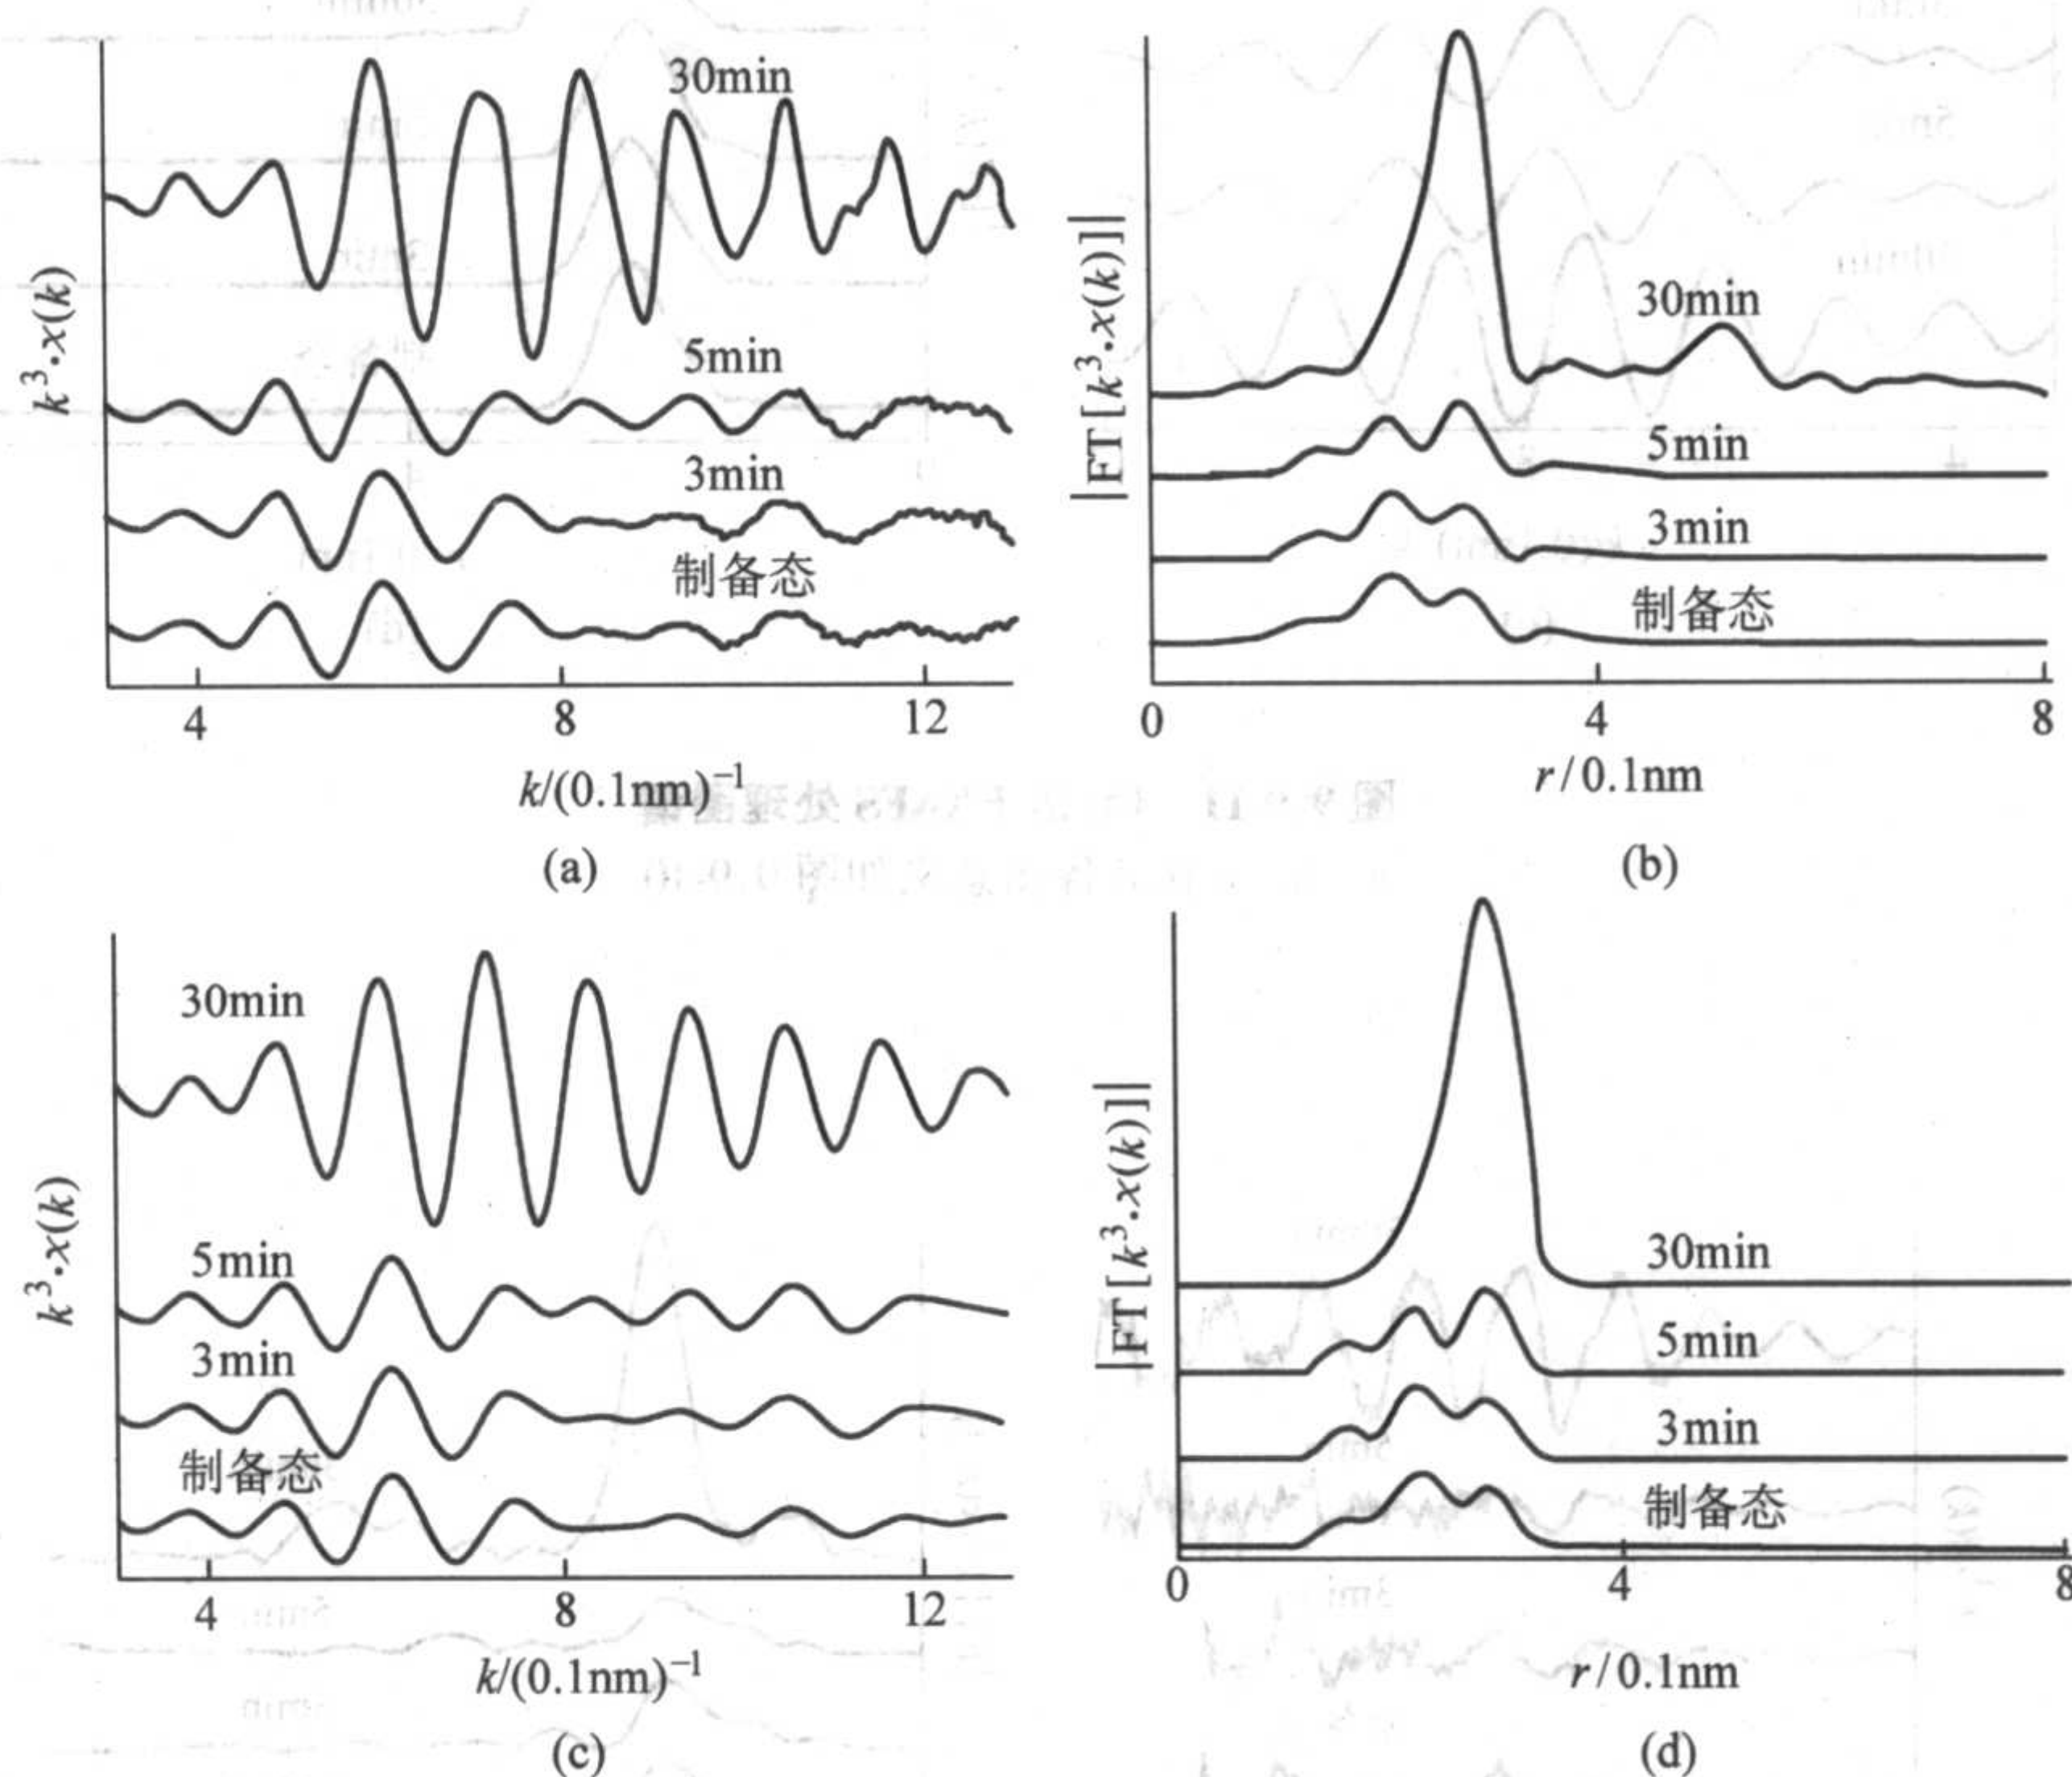 30min
5min
3min
制备态
k³·x(k)
4 8 12
k/(0.1nm)⁻¹
(a)
30min
5min
3min
制备态
|FT[k³·x(k)]|
0 4 8
r/0.1nm
(b)
30min
5min
3min
制备态
k³·x(k)
4 8 12
k/(0.1nm)⁻¹
(c)
30min
5min
3min
制备态
|FT[k³·x(k)]|
0 4 8
r/0.1nm
(d)